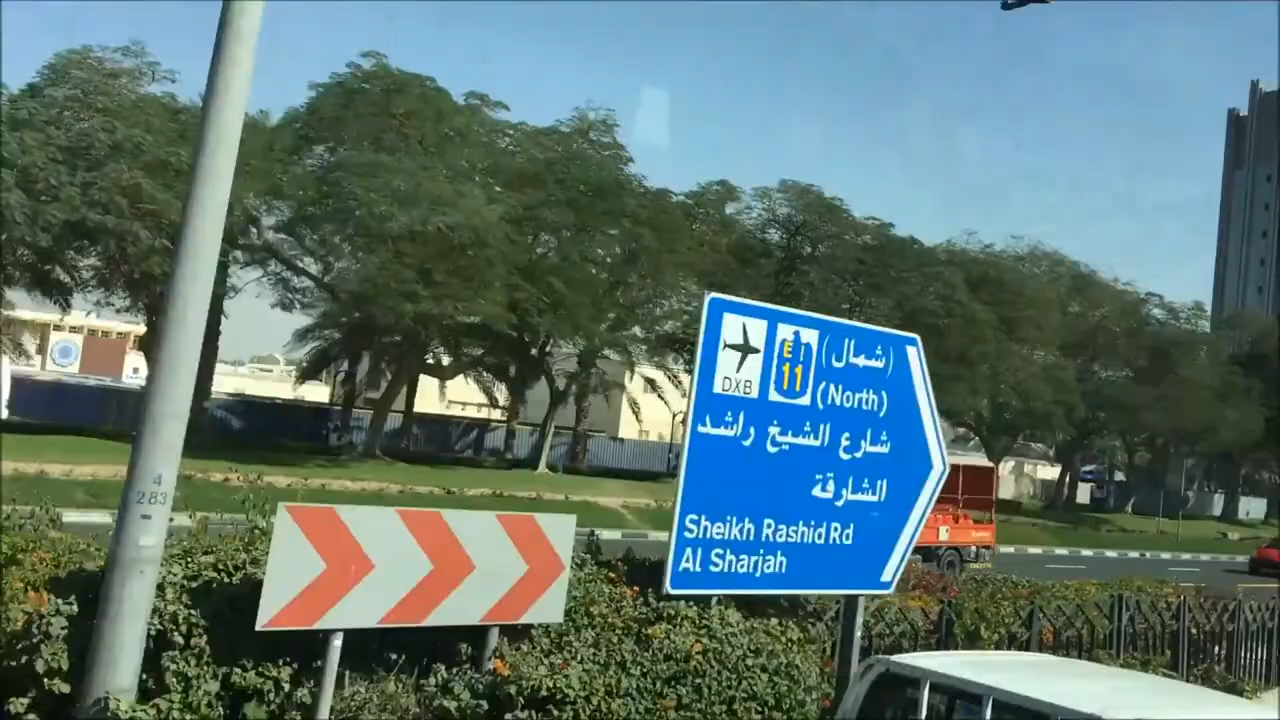 4
283
DXB
E 11
(شمال)
(North)
شارع الشيخ راشد
الشارقة
Sheikh Rashid Rd
Al Sharjah